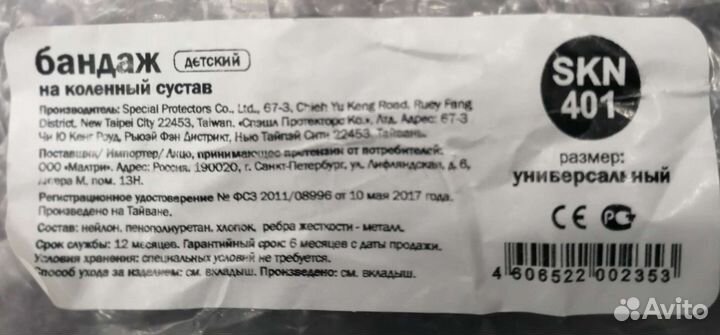 бандаж детский
на коленный сустав
Производитель: Special Protectors Co., Ltd., 67-3, Chieh Yu Keng Road, Ruey Fang
District, New Taipei City 22453, Taiwan. «Спэшл Протекторс Ко.», Лтд. Адрес: 67-3
Чи Ю Кенг Роуд, Рьюэй Фэн Дистрикт, Нью Тайпэй Сити 22453, Тайвань.
Поставщик/ Импортер/ Лицо, принимающее претензии от потребителей:
ООО «Малтри». Адрес: Россия, 190020, г. Санкт-Петербург, ул. Лифляндская, д. 6,
литера М, пом. 13Н.
Регистрационное удостоверение № ФСЗ 2011/08996 от 10 мая 2017 года.
Произведено на Тайване.
Состав: нейлон, пенополиуретан, хлопок, ребра жесткости - металл.
Срок службы: 12 месяцев. Гарантийный срок: 6 месяцев с даты продажи.
Условия хранения: специальных условий не требуется.
Способ ухода за изделием: см. вкладыш. Произведено: см. вкладыш.
SKN
401
размер:
универсальный
CE РС
4 606522 002353
Avito